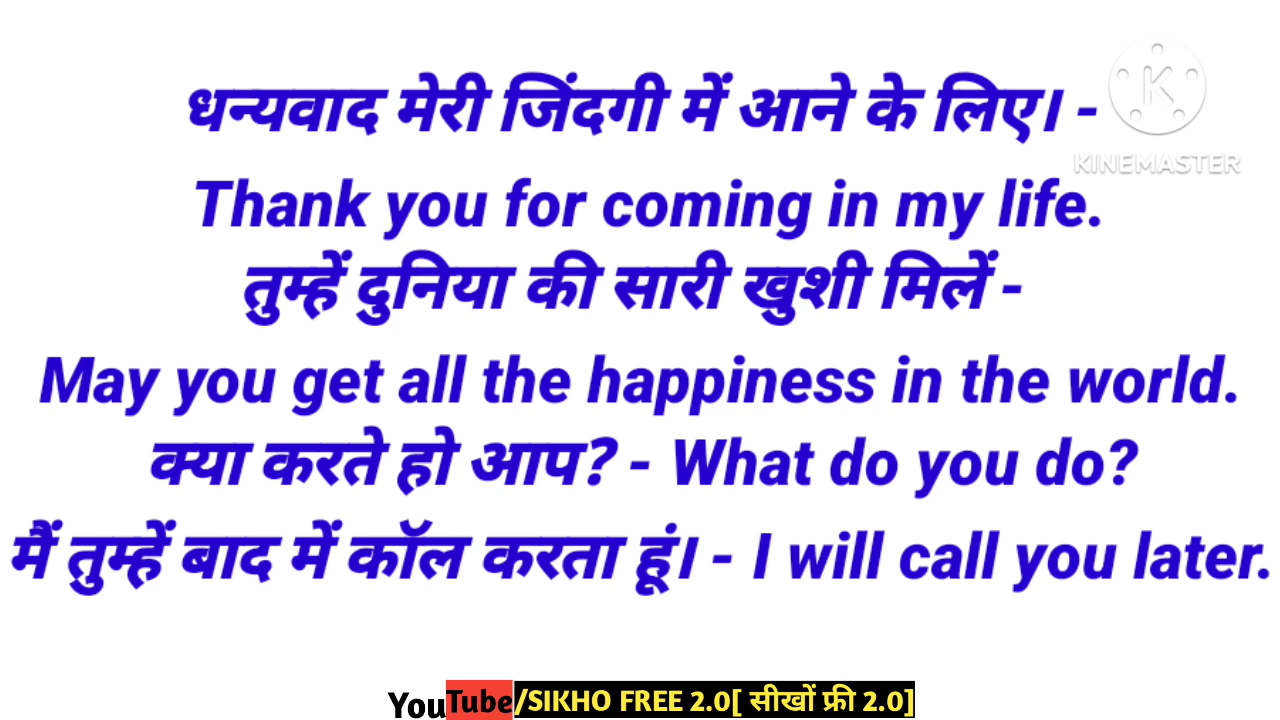 धन्यवाद मेरी जिंदगी में आने के लिए। -
KINEMASTER
Thank you for coming in my life.
तुम्हें दुनिया की सारी खुशी मिलें -
May you get all the happiness in the world.
क्या करते हो आप? - What do you do?
मैं तुम्हें बाद में कॉल करता हूं। - I will call you later.
YouTube/SIKHO FREE 2.0[ सीखों फ्री 2.0]